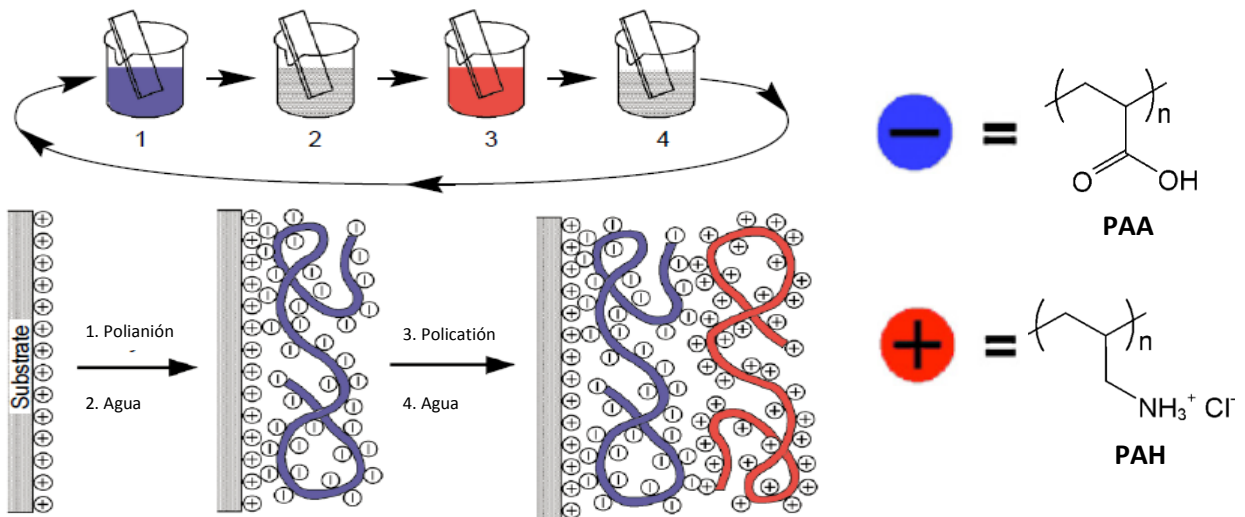 1
2
3
4
Substrate
1. Polianión
2. Agua
3. Policatión
4. Agua
− =
n
O
OH
PAA
+ =
n
NH₃⁺ Cl⁻
PAH